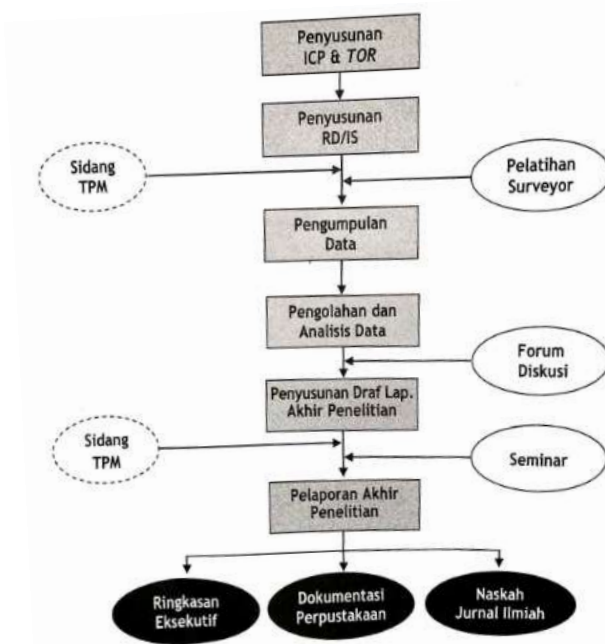 Penyusunan
ICP & TOR
Penyusunan
RD/IS
Sidang
TPM
Pelatihan
Surveyor
Pengumpulan
Data
Pengolahan dan
Analisis Data
Forum
Diskusi
Penyusunan Draf Lap.
Akhir Penelitian
Sidang
TPM
Seminar
Pelaporan Akhir
Penelitian
Ringkasan
Eksekutif
Dokumentasi
Perpustakaan
Naskah
Jurnal Ilmiah